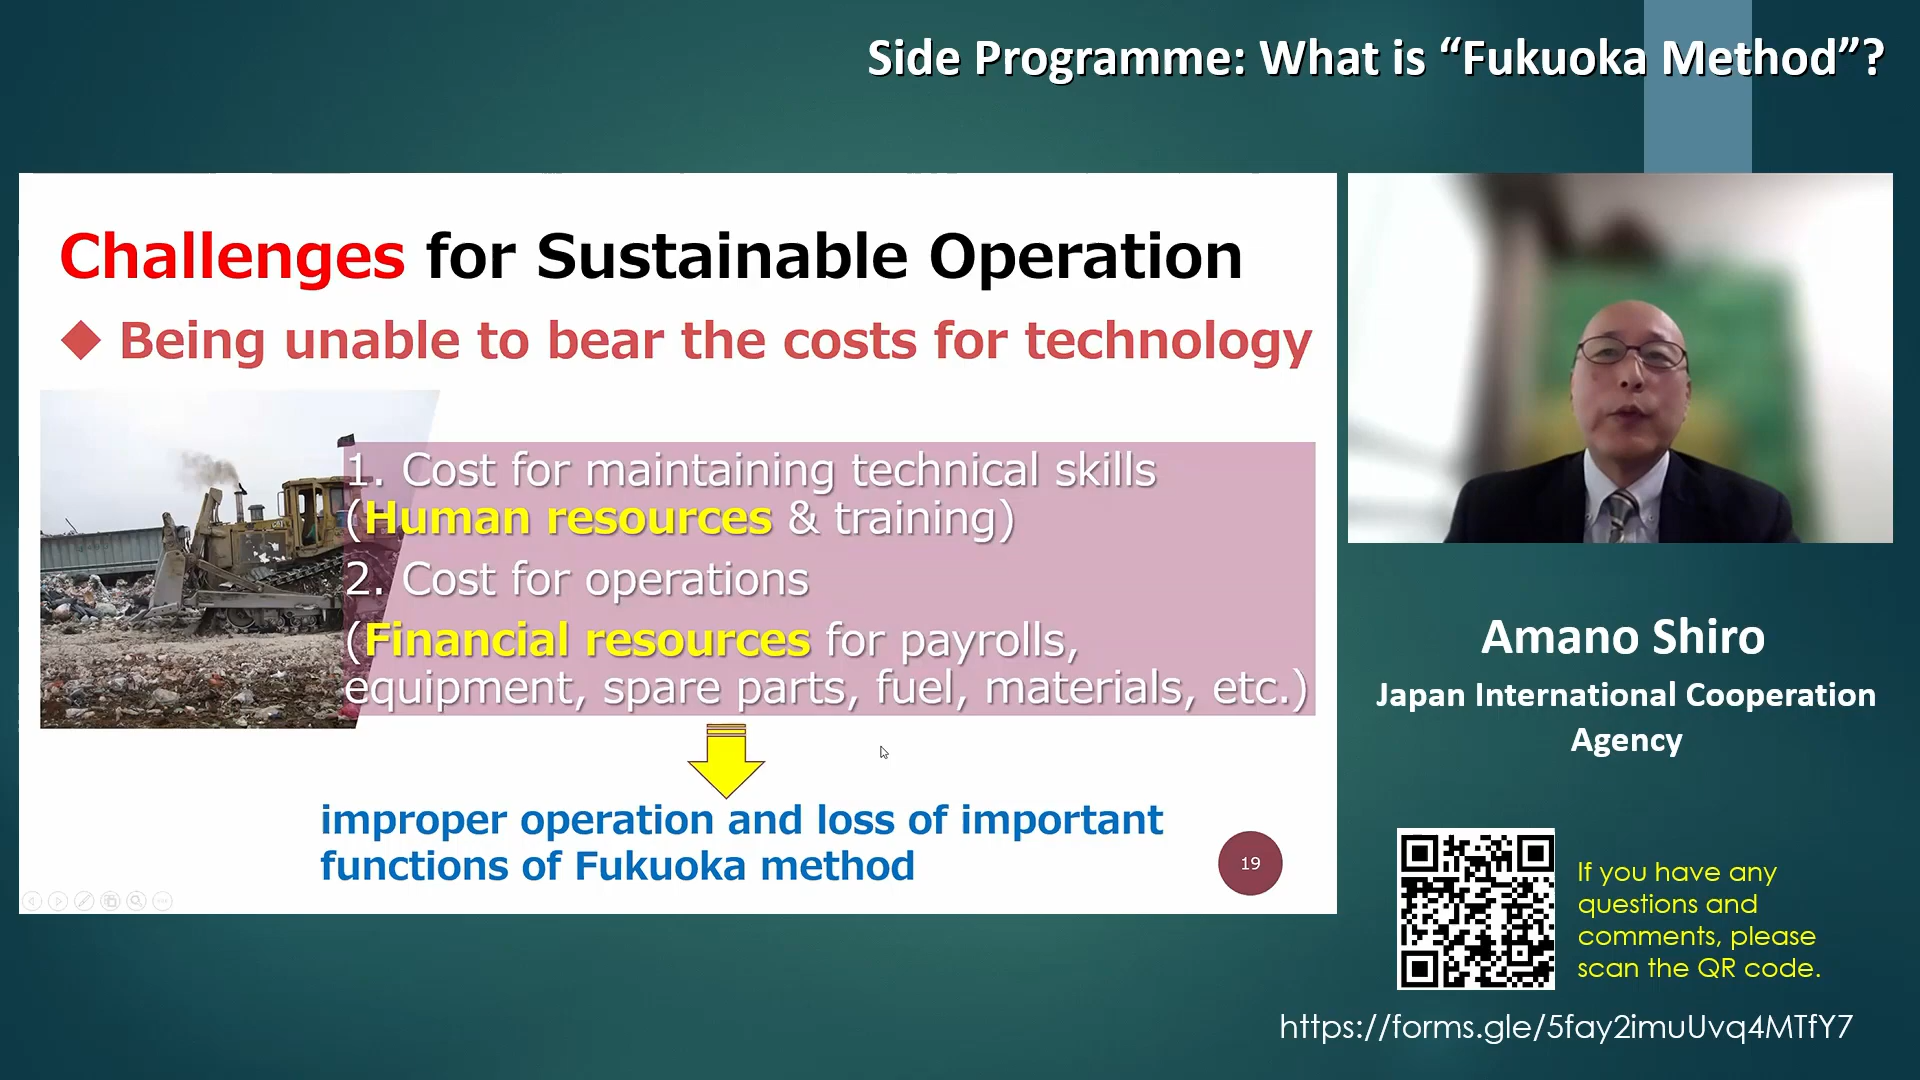 Side Programme: What is “Fukuoka Method”?
Challenges for Sustainable Operation
Being unable to bear the costs for technology
1. Cost for maintaining technical skills
(Human resources & training)
2. Cost for operations
(Financial resources for payrolls,
equipment, spare parts, fuel, materials, etc.)
improper operation and loss of important
functions of Fukuoka method
19
Amano Shiro
Japan International Cooperation
Agency
If you have any
questions and
comments, please
scan the QR code.
https://forms.gle/5fay2imuUvq4MTfY7